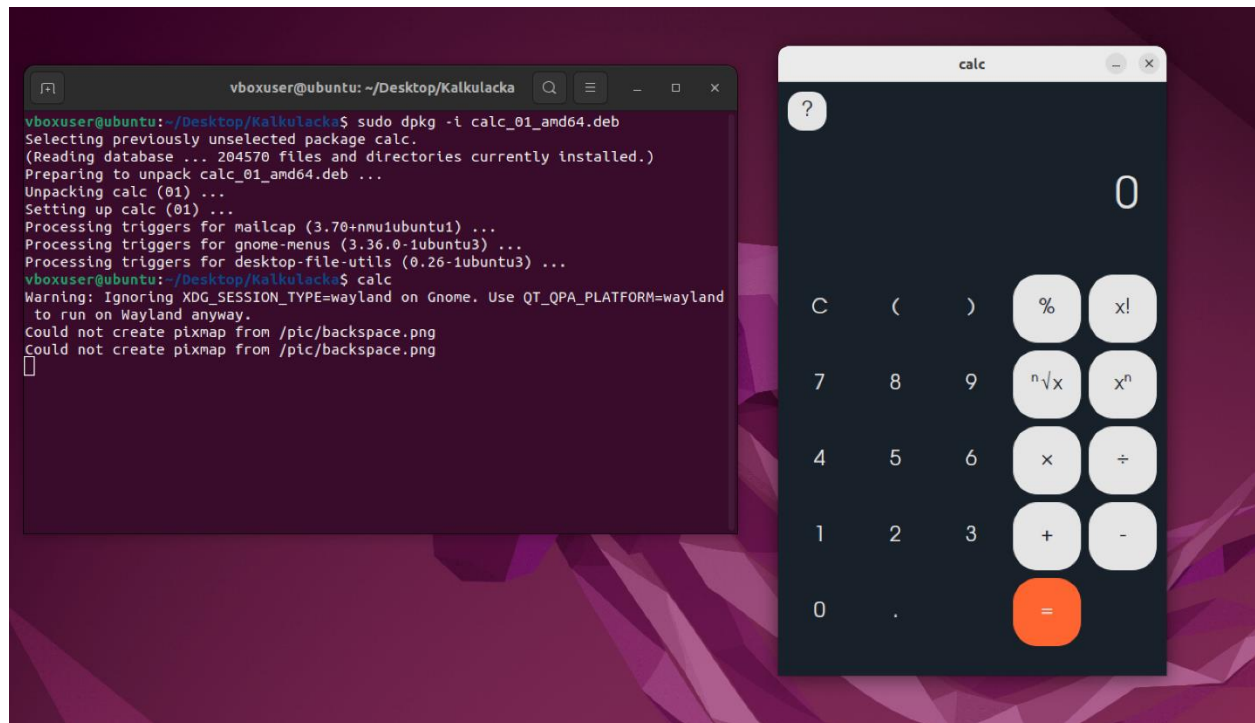 vboxuser@ubuntu: ~/Desktop/Kalkulacka
vboxuser@ubuntu:~/Desktop/Kalkulacka$ sudo dpkg -i calc_01_amd64.deb
Selecting previously unselected package calc.
(Reading database ... 204570 files and directories currently installed.)
Preparing to unpack calc_01_amd64.deb ...
Unpacking calc (01) ...
Setting up calc (01) ...
Processing triggers for mailcap (3.70+nmu1ubuntu1) ...
Processing triggers for gnome-menus (3.36.0-1ubuntu3) ...
Processing triggers for desktop-file-utils (0.26-1ubuntu3) ...
vboxuser@ubuntu:~/Desktop/Kalkulacka$ calc
Warning: Ignoring XDG_SESSION_TYPE=wayland on Gnome. Use QT_QPA_PLATFORM=wayland
 to run on Wayland anyway.
Could not create pixmap from /pic/backspace.png
Could not create pixmap from /pic/backspace.png
calc
?
0
C ( ) % x!
7 8 9 ⁿ√x xⁿ
4 5 6 × ÷
1 2 3 + -
0 . =